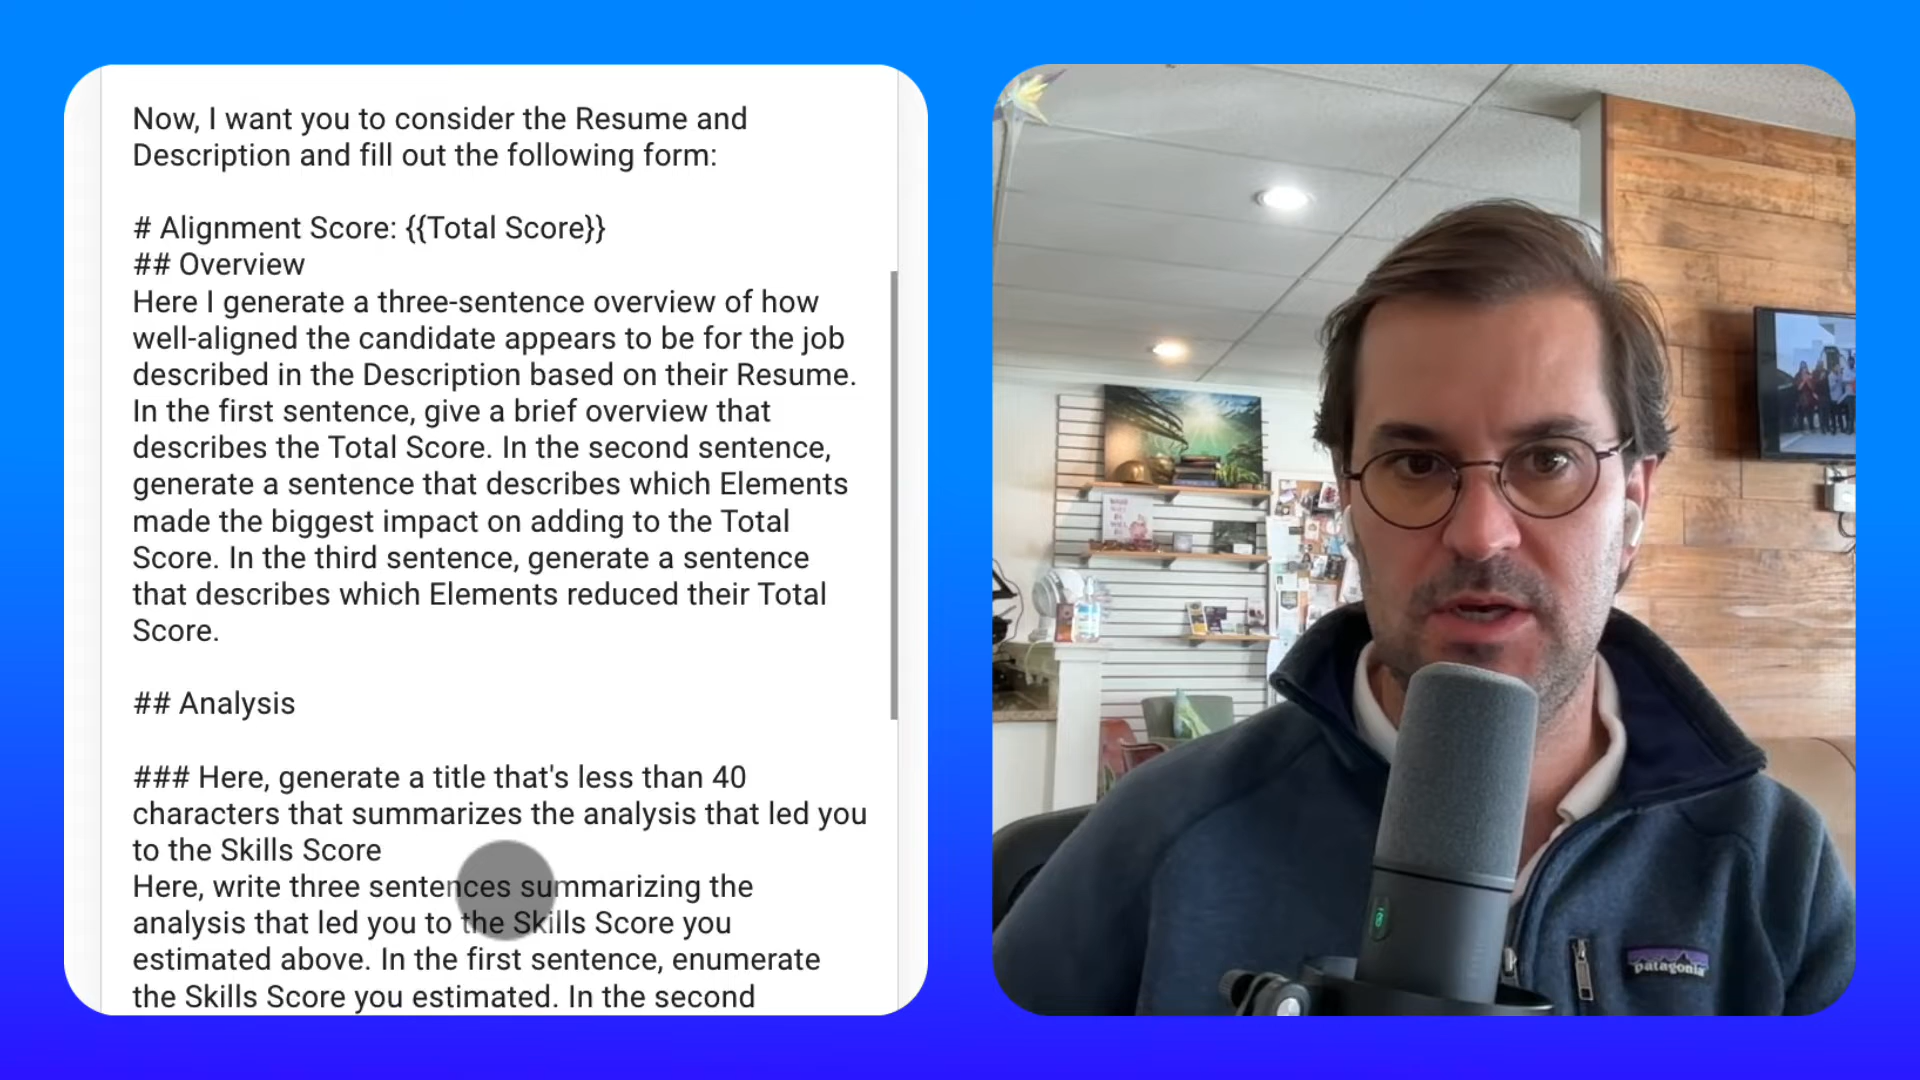 Now, I want you to consider the Resume and
Description and fill out the following form:
# Alignment Score: {{Total Score}}
## Overview
Here I generate a three-sentence overview of how
well-aligned the candidate appears to be for the job
described in the Description based on their Resume.
In the first sentence, give a brief overview that
describes the Total Score. In the second sentence,
generate a sentence that describes which Elements
made the biggest impact on adding to the Total
Score. In the third sentence, generate a sentence
that describes which Elements reduced their Total
Score.
## Analysis
### Here, generate a title that's less than 40
characters that summarizes the analysis that led you
to the Skills Score
Here, write three sentences summarizing the
analysis that led you to the Skills Score you
estimated above. In the first sentence, enumerate
the Skills Score you estimated. In the second
patagonia